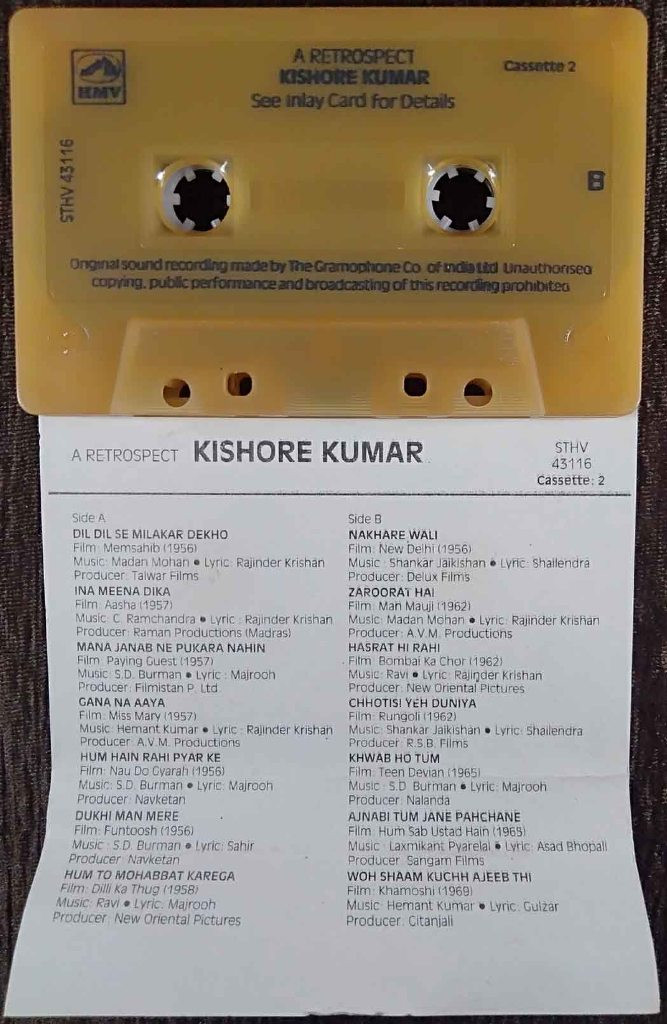 HMV
A RETROSPECT
KISHORE KUMAR
See Inlay Card for Details
Cassette 2
STHV 43116
B
Original sound recording made by The Gramophone Co. of India Ltd. Unauthorised
copying, public performance and broadcasting of this recording prohibited
A RETROSPECT KISHORE KUMAR
STHV
43116
Cassette: 2
Side A
DIL DIL SE MILAKAR DEKHO
Film: Memsahib (1956)
Music: Madan Mohan • Lyric: Rajinder Krishan
Producer: Talwar Films
INA MEENA DIKA
Film: Aasha (1957)
Music: C. Ramchandra • Lyric : Rajinder Krishan
Producer: Raman Productions (Madras)
MANA JANAB NE PUKARA NAHIN
Film: Paying Guest (1957)
Music: S.D. Burman • Lyric : Majrooh
Producer: Filmistan P. Ltd.
GANA NA AAYA
Film: Miss Mary (1957)
Music: Hemant Kumar • Lyric : Rajinder Krishan
Producer: A.V.M. Productions
HUM HAIN RAHI PYAR KE
Film: Nau Do Gyarah (1956)
Music: S.D. Burman • Lyric: Majrooh
Producer: Navketan
DUKHI MAN MERE
Film: Funtoosh (1956)
Music : S.D. Burman • Lyric: Sahir
Producer: Navketan
HUM TO MOHABBAT KAREGA
Film: Dilli Ka Thug (1958)
Music: Ravi • Lyric: Majrooh
Producer: New Oriental Pictures
Side B
NAKHARE WALI
Film: New Delhi (1956)
Music : Shankar Jaikishan • Lyric: Shailendra
Producer: Delux Films
ZAROORAT HAI
Film: Man Mauji (1962)
Music: Madan Mohan • Lyric: Rajinder Krishan
Producer: A.V.M. Productions
HASRAT HI RAHI
Film: Bombai Ka Chor (1962)
Music: Ravi • Lyric: Rajinder Krishan
Producer: New Oriental Pictures
CHHOTISI YEH DUNIYA
Film: Rungoli (1962)
Music: Shankar Jaikishan • Lyric: Shailendra
Producer: R.S.B. Films
KHWAB HO TUM
Film: Teen Devian (1965)
Music : S.D. Burman • Lyric: Majrooh
Producer: Nalanda
AJNABI TUM JANE PAHCHANE
Film: Hum Sab Ustad Hain (1965)
Music: Laxmikant Pyarelal • Lyric: Asad Bhopali
Producer: Sangam Films
WOH SHAAM KUCHH AJEEB THI
Film: Khamoshi (1969)
Music: Hemant Kumar • Lyric: Gulzar
Producer: Gitanjali